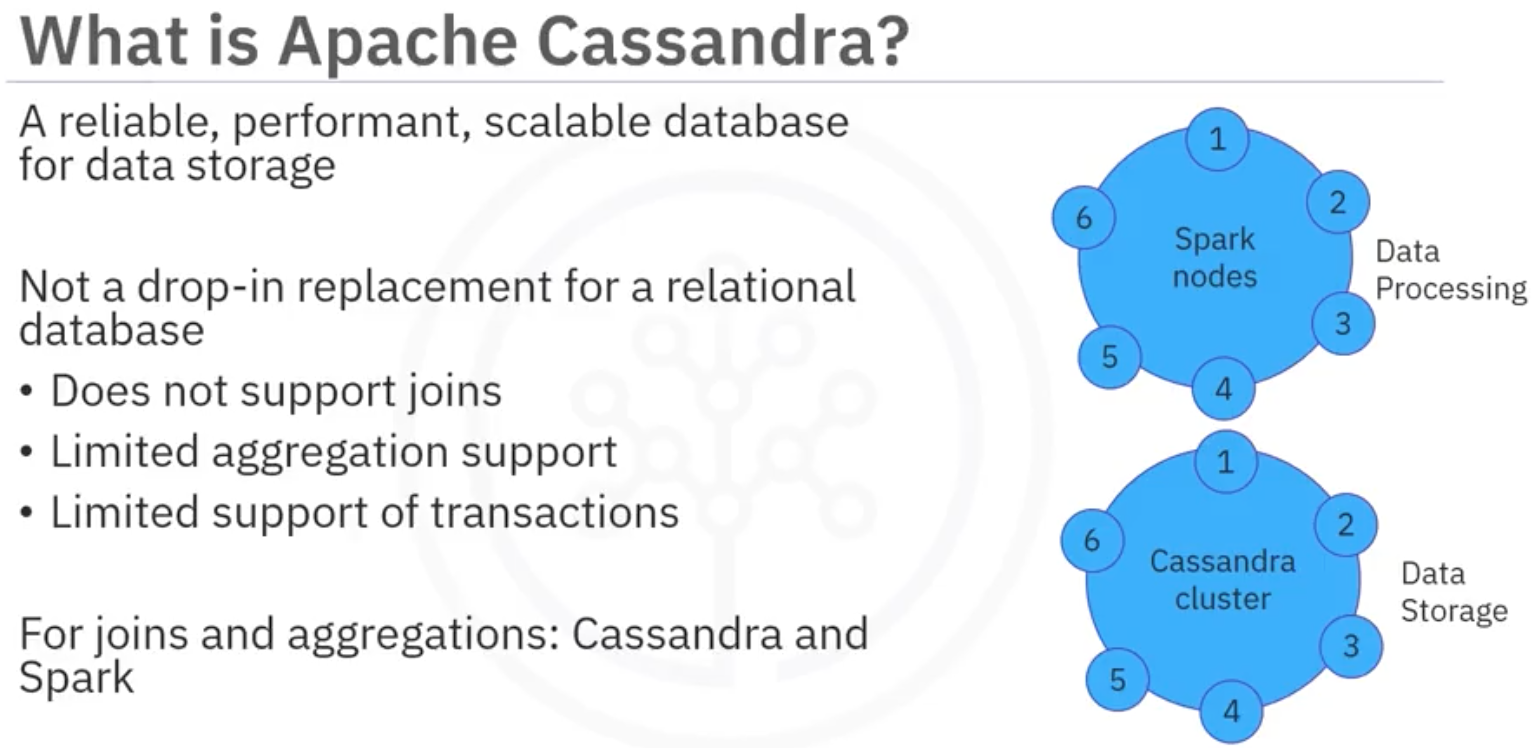 What is Apache Cassandra?
A reliable, performant, scalable database
for data storage
Not a drop-in replacement for a relational
database
• Does not support joins
• Limited aggregation support
• Limited support of transactions
For joins and aggregations: Cassandra and
Spark
1
2
3
4
5
6
Spark
nodes
Data
Processing
1
2
3
4
5
6
Cassandra
cluster
Data
Storage